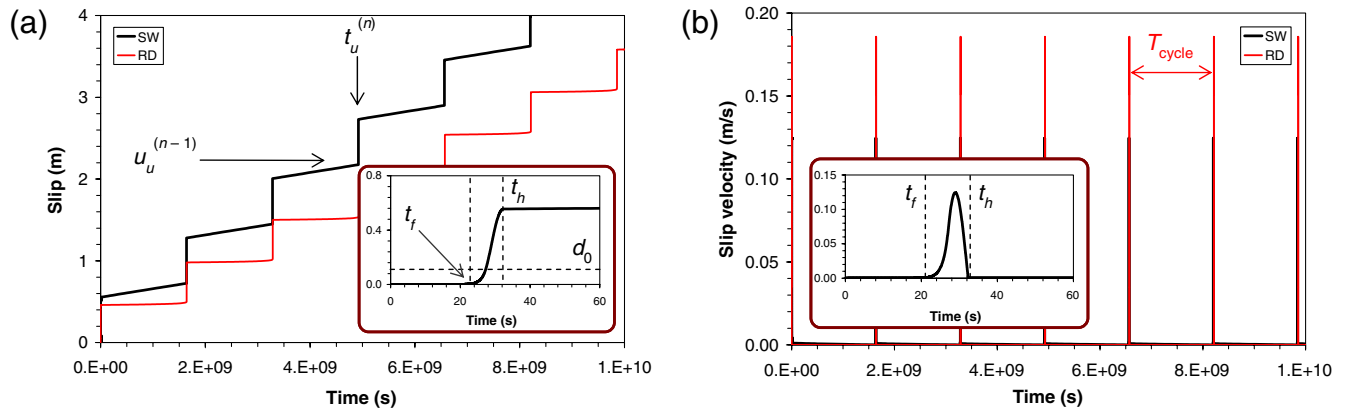 (a)
Slip (m)
4
3
2
1
0
SW
RD
t_u^(n)
u_u^(n – 1)
0.8
0.4
0.0
t_f
t_h
d_0
0 20 40 60
Time (s)
0.E+00 2.E+09 4.E+09 6.E+09 8.E+09 1.E+10
Time (s)
(b)
Slip velocity (m/s)
0.20
0.15
0.10
0.05
0.00
SW
RD
T_cycle
0.15
0.10
0.05
0.00
t_f
t_h
0 20 40 60
Time (s)
0.E+00 2.E+09 4.E+09 6.E+09 8.E+09 1.E+10
Time (s)